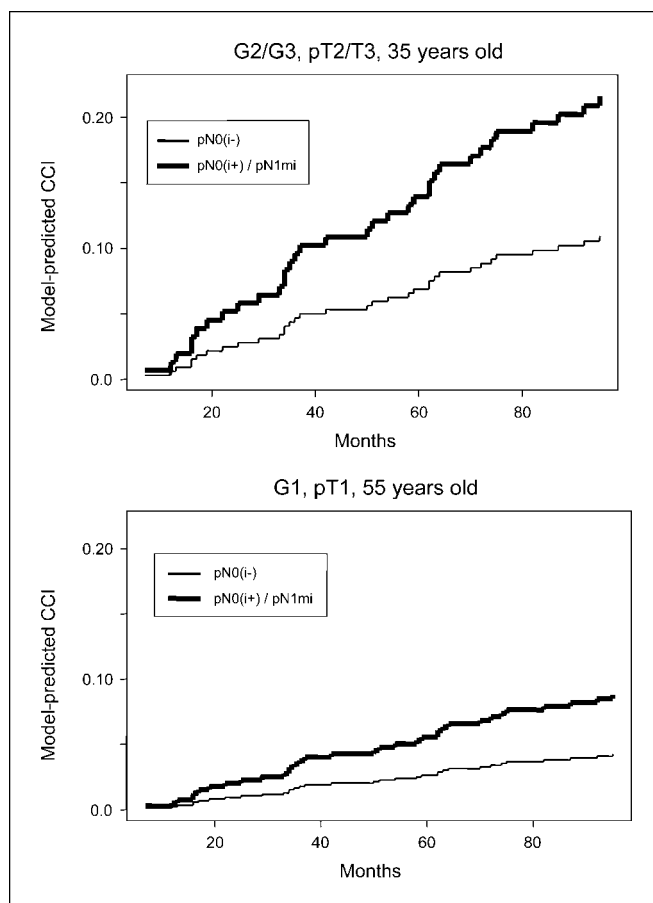 G2/G3, pT2/T3, 35 years old
0.20
0.10
0.0
Model-predicted CCI
pN0(i-)
pN0(i+) / pN1mi
20 40 60 80
Months
G1, pT1, 55 years old
0.20
0.10
0.0
Model-predicted CCI
pN0(i-)
pN0(i+) / pN1mi
20 40 60 80
Months